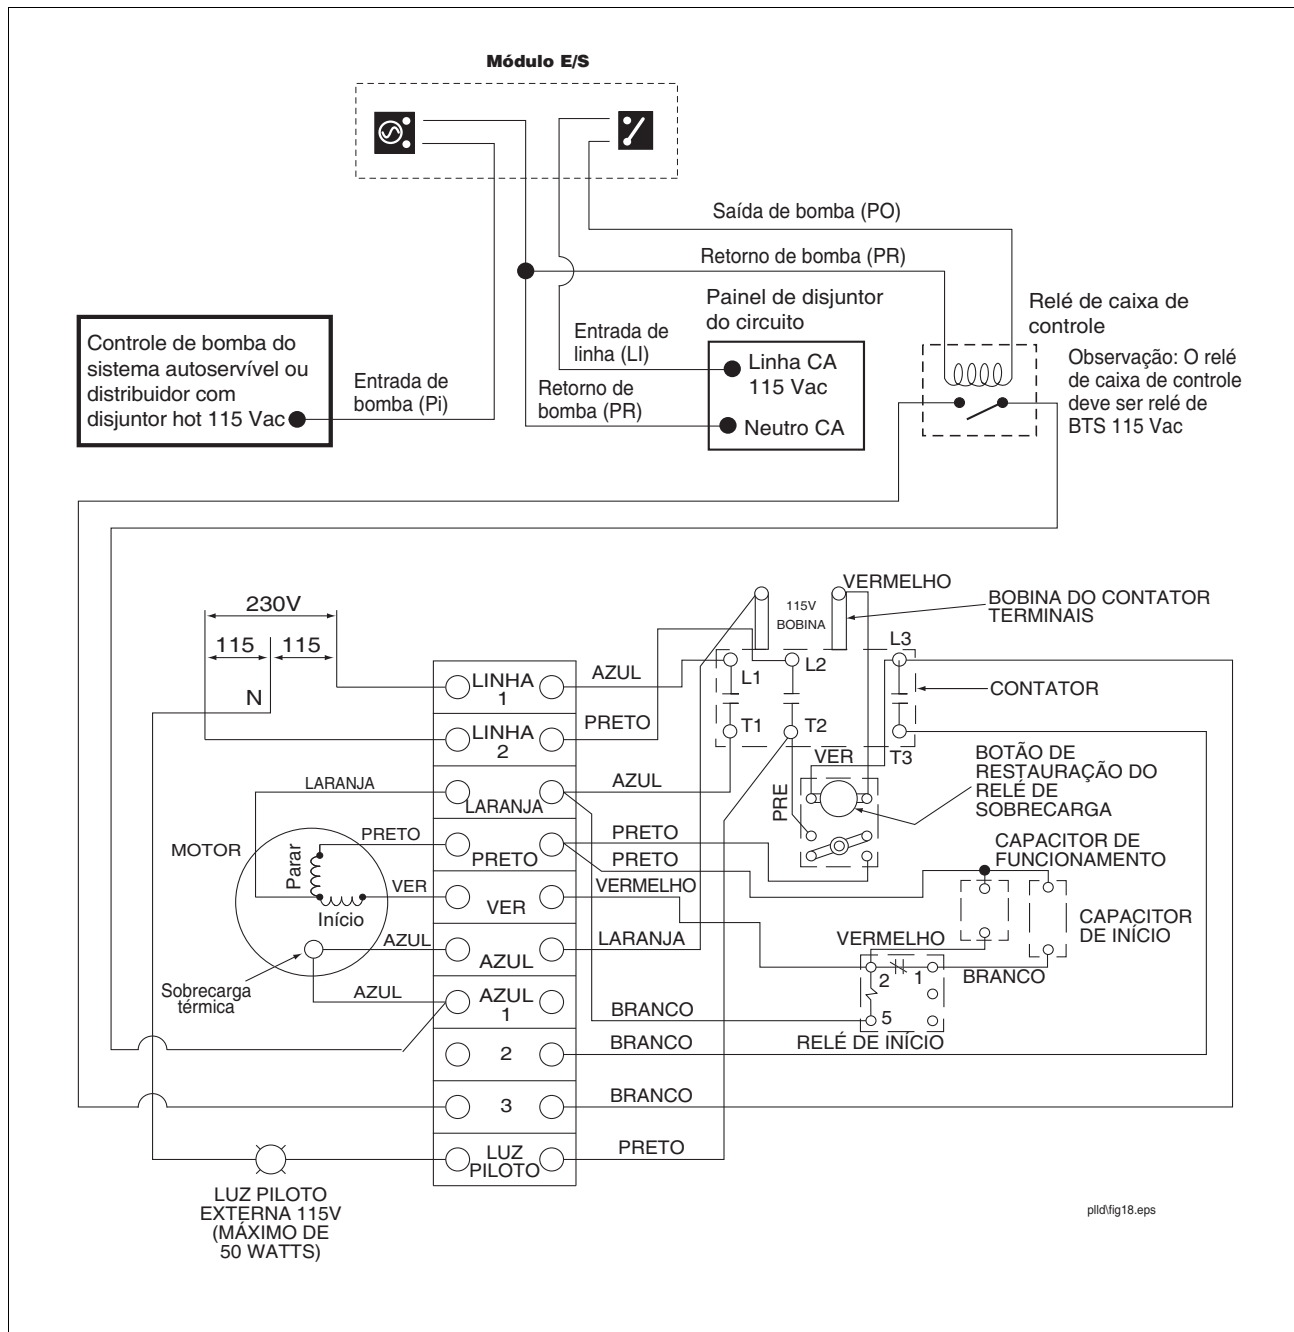 Módulo E/S
Saída de bomba (PO)
Retorno de bomba (PR)
Painel de disjuntor
do circuito
Relé de caixa de
controle
Controle de bomba do
sistema autoservível ou
distribuidor com
disjuntor hot 115 Vac
Entrada de
bomba (Pi)
Entrada de
linha (LI)
Retorno de
bomba (PR)
Linha CA
115 Vac
Neutro CA
Observação: O relé
de caixa de controle
deve ser relé de
BTS 115 Vac
230V
115
115
N
115V
BOBINA
VERMELHO
BOBINA DO CONTATOR
TERMINAIS
LINHA
1
AZUL
L1
L2
L3
CONTATOR
LINHA
2
PRETO
T1
T2
T3
VER
BOTÃO DE
RESTAURAÇÃO DO
RELÉ DE
SOBRECARGA
LARANJA
LARANJA
AZUL
PRE
MOTOR
Parar
Início
PRETO
PRETO
PRETO
PRETO
CAPACITOR DE
FUNCIONAMENTO
VER
VER
VERMELHO
CAPACITOR
DE INÍCIO
AZUL
AZUL
LARANJA
VERMELHO
BRANCO
2
1
5
RELÉ DE INÍCIO
Sobrecarga
térmica
AZUL
AZUL
1
BRANCO
2
BRANCO
3
BRANCO
LUZ
PILOTO
PRETO
LUZ PILOTO
EXTERNA 115V
(MÁXIMO DE
50 WATTS)
plld\fig18.eps